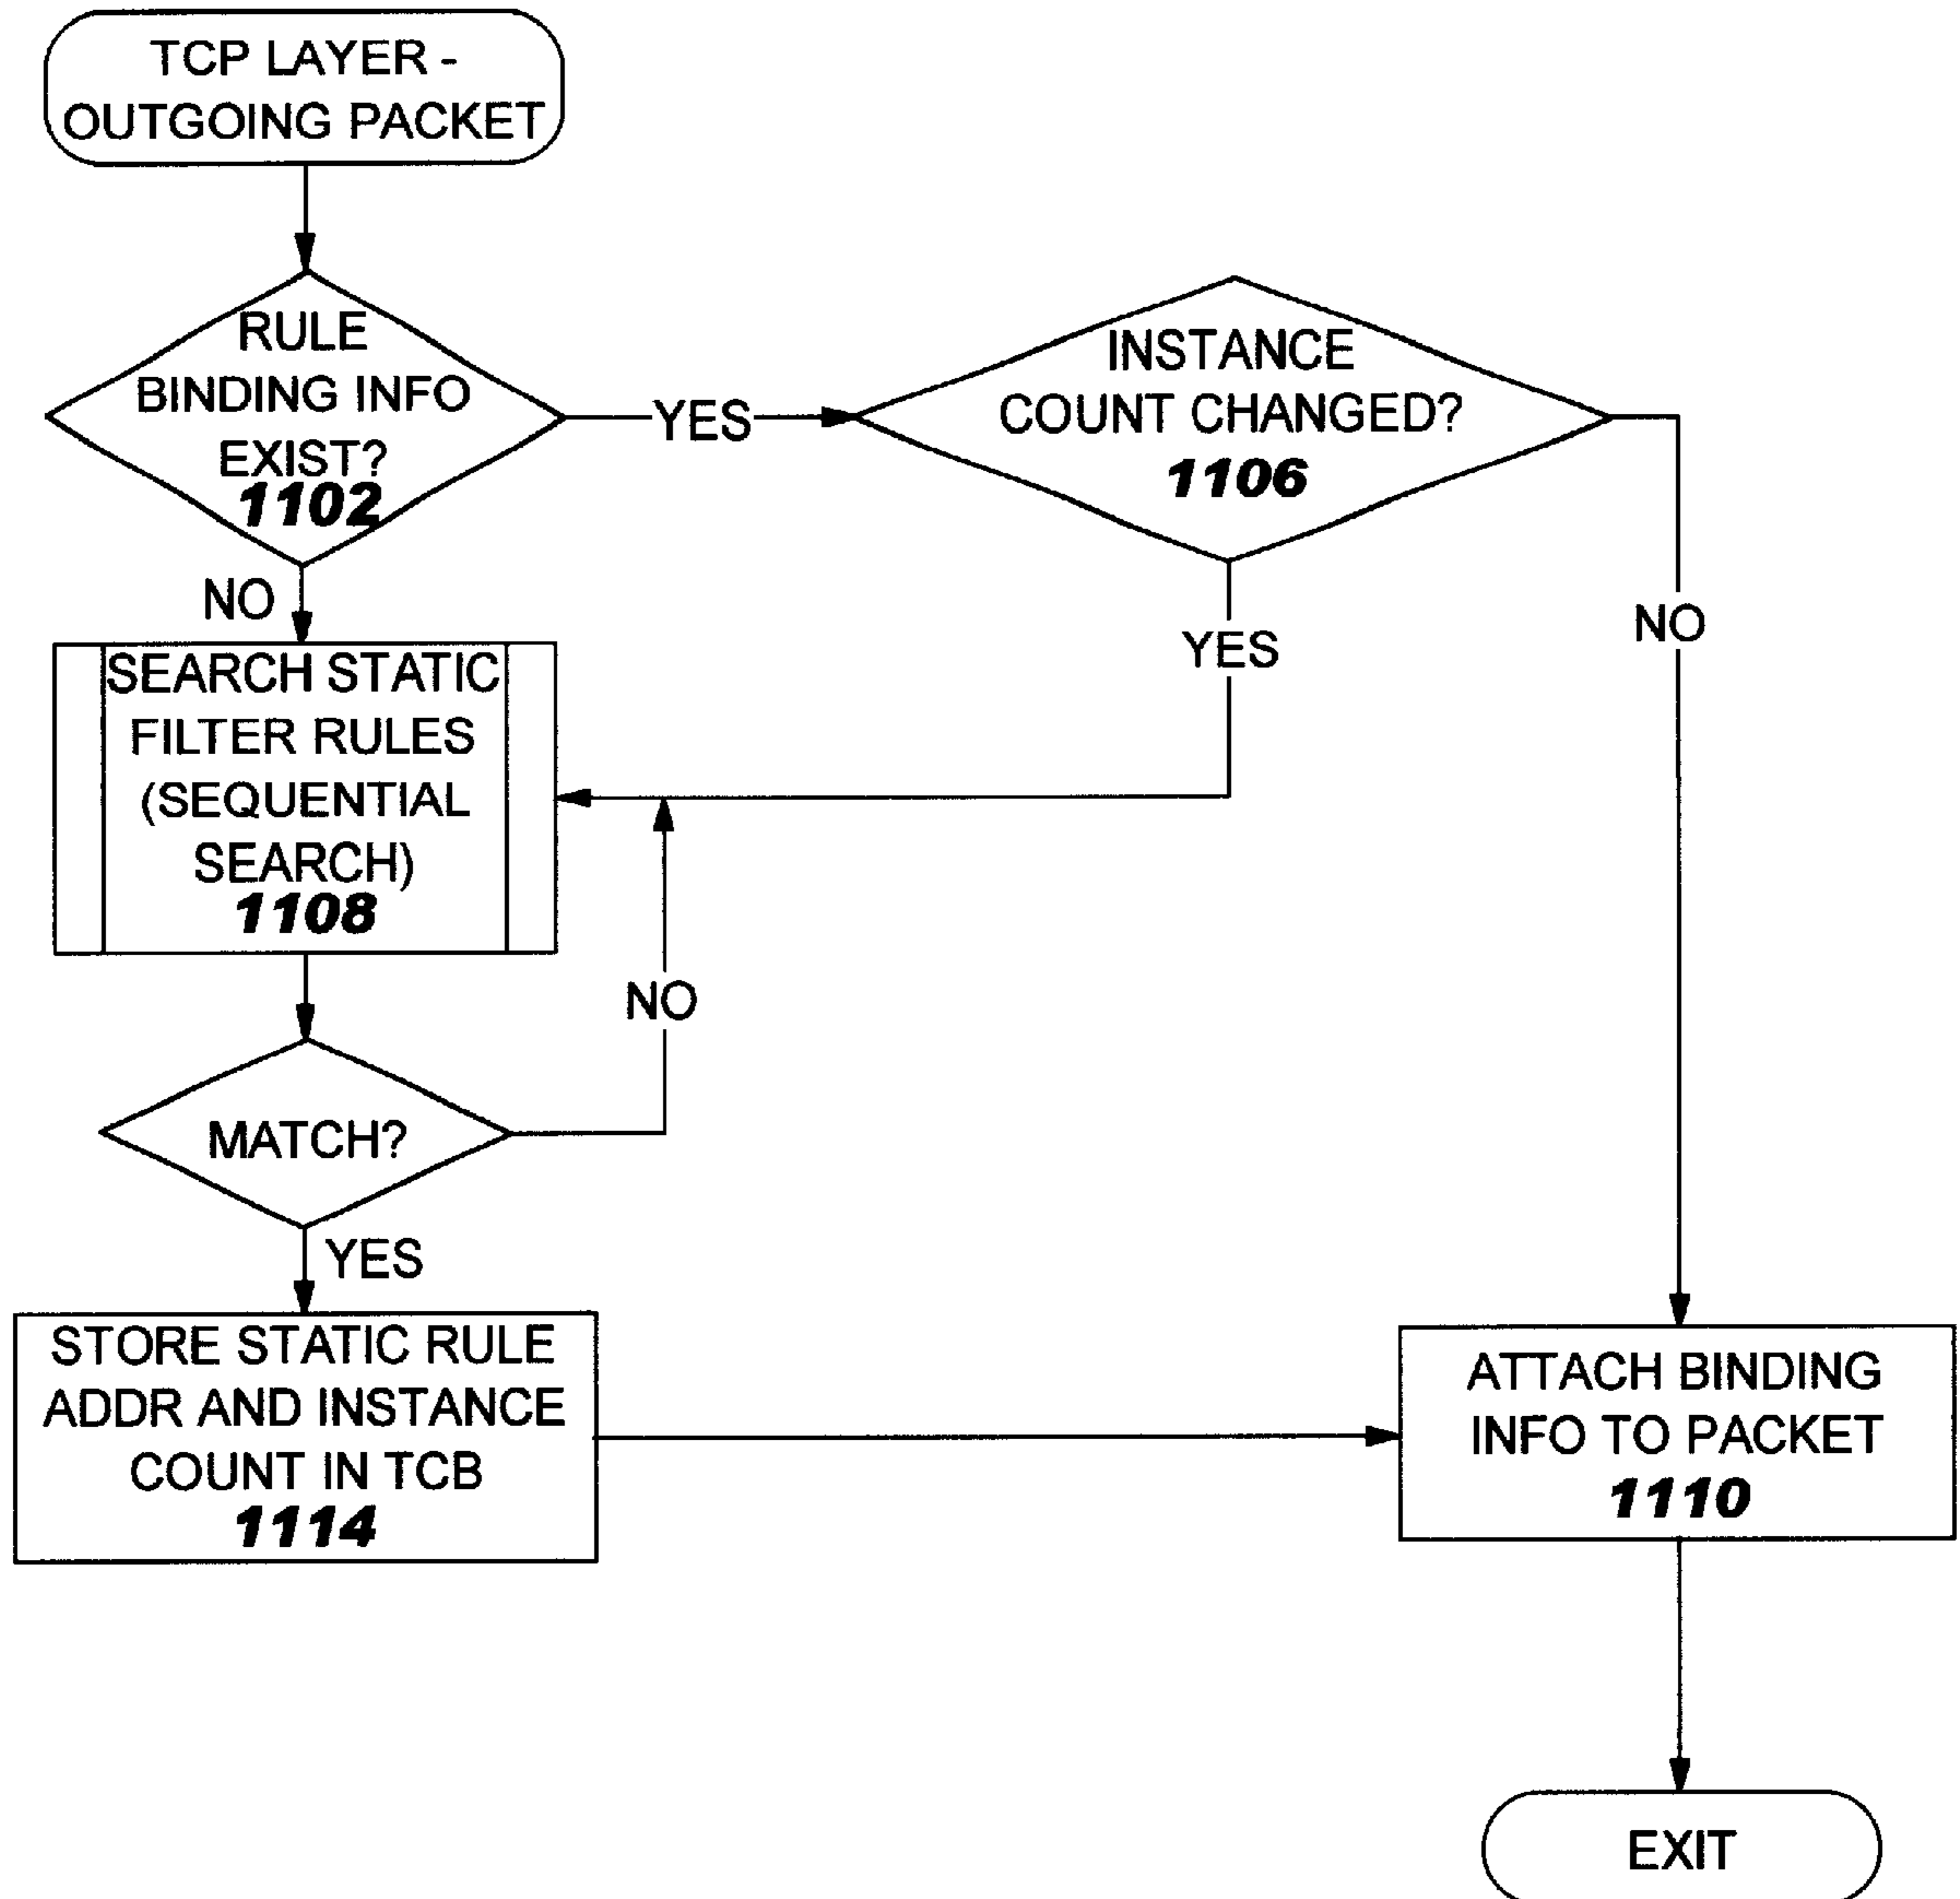 TCP LAYER -
OUTGOING PACKET
RULE
BINDING INFO
EXIST?
1102
YES
INSTANCE
COUNT CHANGED?
1106
NO
YES
NO
SEARCH STATIC
FILTER RULES
(SEQUENTIAL
SEARCH)
1108
NO
MATCH?
YES
STORE STATIC RULE
ADDR AND INSTANCE
COUNT IN TCB
1114
ATTACH BINDING
INFO TO PACKET
1110
EXIT